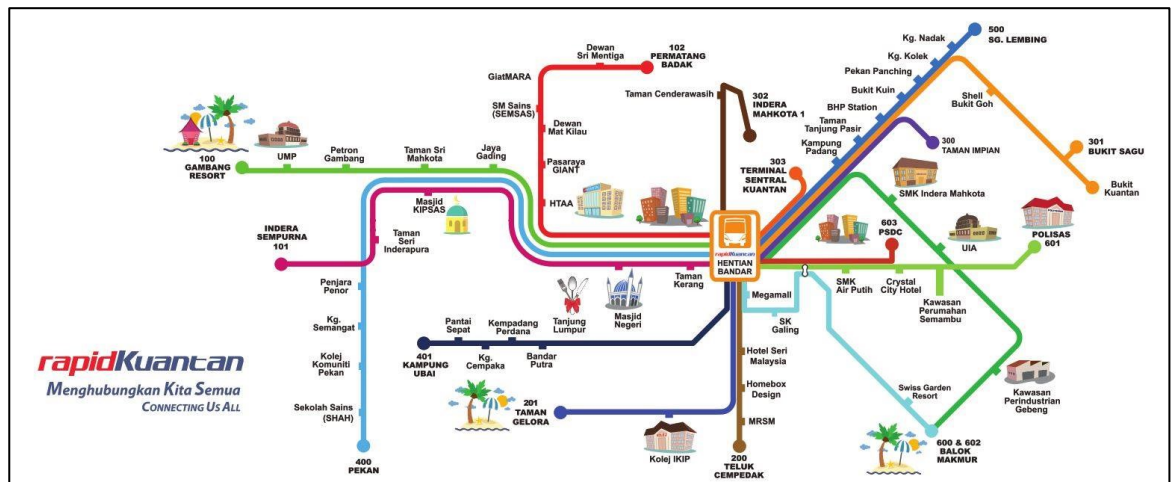 Dewan
Sri Mentiga
102
PERMATANG
BADAK
GiatMARA
SM Sains
(SEMSAS)
Dewan
Mat Kilau
Pasaraya
GIANT
HTAA
100
GAMBANG
RESORT
UMP
Petron
Gambang
Taman Sri
Mahkota
Jaya
Gading
Masjid
KIPSAS
INDERA
SEMPURNA
101
Taman
Seri
Inderapura
Taman Cenderawasih
302
INDERA
MAHKOTA 1
303
TERMINAL
SENTRAL
KUANTAN
Kg. Nadak
Kg. Kolek
Pekan Panching
Bukit Kuin
BHP Station
Taman
Tanjung Pasir
Kampung
Padang
500
SG. LEMBING
Shell
Bukit Goh
301
BUKIT SAGU
Bukit
Kuantan
300
TAMAN IMPIAN
SMK Indera Mahkota
603
PSDC
UIA
POLISAS
601
rapidKuantan
HENTIAN
BANDAR
Penjara
Penor
Kg.
Semangat
Kolej
Komuniti
Pekan
Sekolah Sains
(SHAH)
400
PEKAN
Tanjung
Lumpur
Masjid
Negeri
Taman
Kerang
Megamall
SK
Galing
SMK
Air Putih
Crystal
City Hotel
Kawasan
Perumahan
Semambu
Pantai
Sepat
Kempadang
Perdana
401
KAMPUNG
UBAI
Kg.
Cempaka
Bandar
Putra
201
TAMAN
GELORA
Kolej IKIP
Hotel Seri
Malaysia
Homebox
Design
MRSM
200
TELUK
CEMPEDAK
Swiss Garden
Resort
Kawasan
Perindustrian
Gebeng
600 & 602
BALOK
MAKMUR
rapidKuantan
Menghubungkan Kita Semua
CONNECTING US ALL